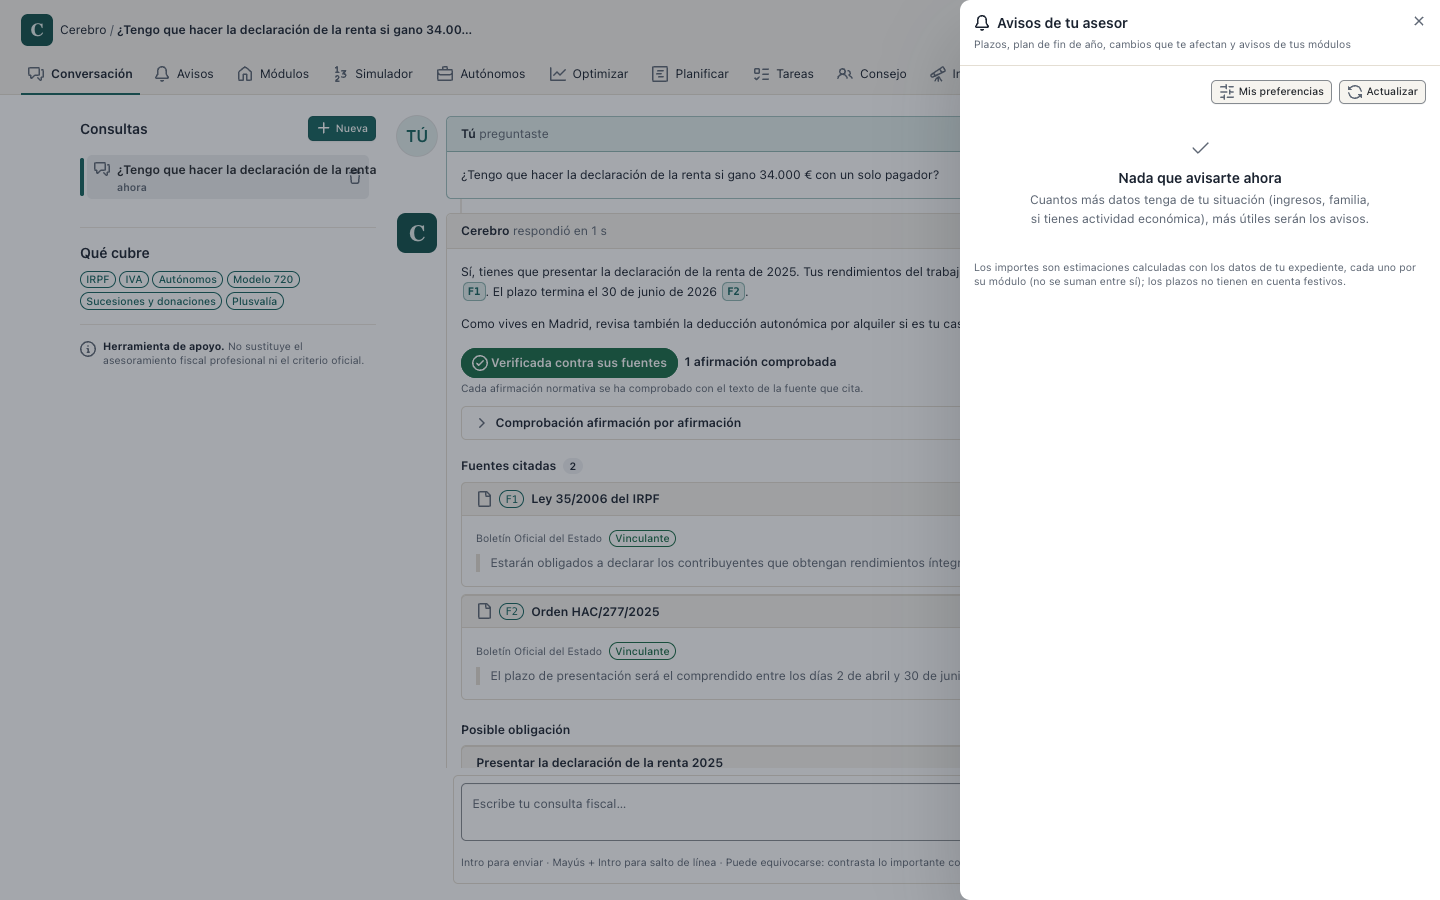 C Cerebro / ¿Tengo que hacer la declaración de la renta si gano 34.00...
Conversación Avisos Módulos Simulador Autónomos Optimizar Planificar Tareas Consejo
Consultas
Nueva
¿Tengo que hacer la declaración de la renta
ahora
Qué cubre
IRPF IVA Autónomos Modelo 720
Sucesiones y donaciones Plusvalía
Herramienta de apoyo. No sustituye el
asesoramiento fiscal profesional ni el criterio oficial.
TÚ
Tú preguntaste
¿Tengo que hacer la declaración de la renta si gano 34.000 € con un solo pagador?
C
Cerebro respondió en 1 s
Sí, tienes que presentar la declaración de la renta de 2025. Tus rendimientos del trabaj
F1. El plazo termina el 30 de junio de 2026 F2.
Como vives en Madrid, revisa también la deducción autonómica por alquiler si es tu cas
Verificada contra sus fuentes 1 afirmación comprobada
Cada afirmación normativa se ha comprobado con el texto de la fuente que cita.
Comprobación afirmación por afirmación
Fuentes citadas 2
F1 Ley 35/2006 del IRPF
Boletín Oficial del Estado Vinculante
Estarán obligados a declarar los contribuyentes que obtengan rendimientos íntegr
F2 Orden HAC/277/2025
Boletín Oficial del Estado Vinculante
El plazo de presentación será el comprendido entre los días 2 de abril y 30 de juni
Posible obligación
Presentar la declaración de la renta 2025
Escribe tu consulta fiscal...
Intro para enviar · Mayús + Intro para salto de línea · Puede equivocarse: contrasta lo importante co
Avisos de tu asesor
Plazos, plan de fin de año, cambios que te afectan y avisos de tus módulos
Mis preferencias Actualizar
Nada que avisarte ahora
Cuantos más datos tenga de tu situación (ingresos, familia,
si tienes actividad económica), más útiles serán los avisos.
Los importes son estimaciones calculadas con los datos de tu expediente, cada uno por
su módulo (no se suman entre sí); los plazos no tienen en cuenta festivos.